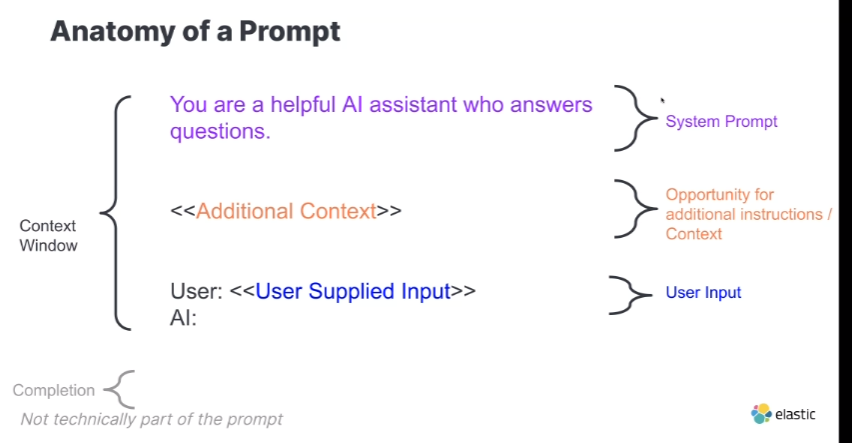 Anatomy of a Prompt
You are a helpful AI assistant who answers
questions.
System Prompt
<<Additional Context>>
Opportunity for
additional instructions /
Context
Context
Window
User: <<User Supplied Input>>
AI:
User Input
Completion
Not technically part of the prompt
elastic